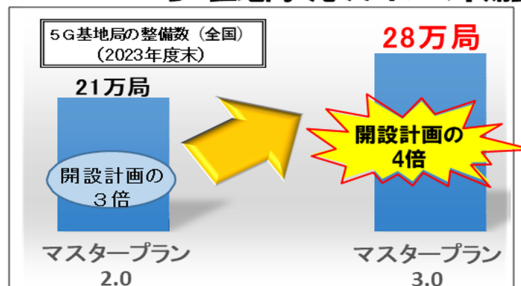 5G基地局の整備数（全国）
（2023年度末）
28万局
21万局
開設計画の
3倍
開設計画の
4倍
マスタープラン
2.0
マスタープラン
3.0